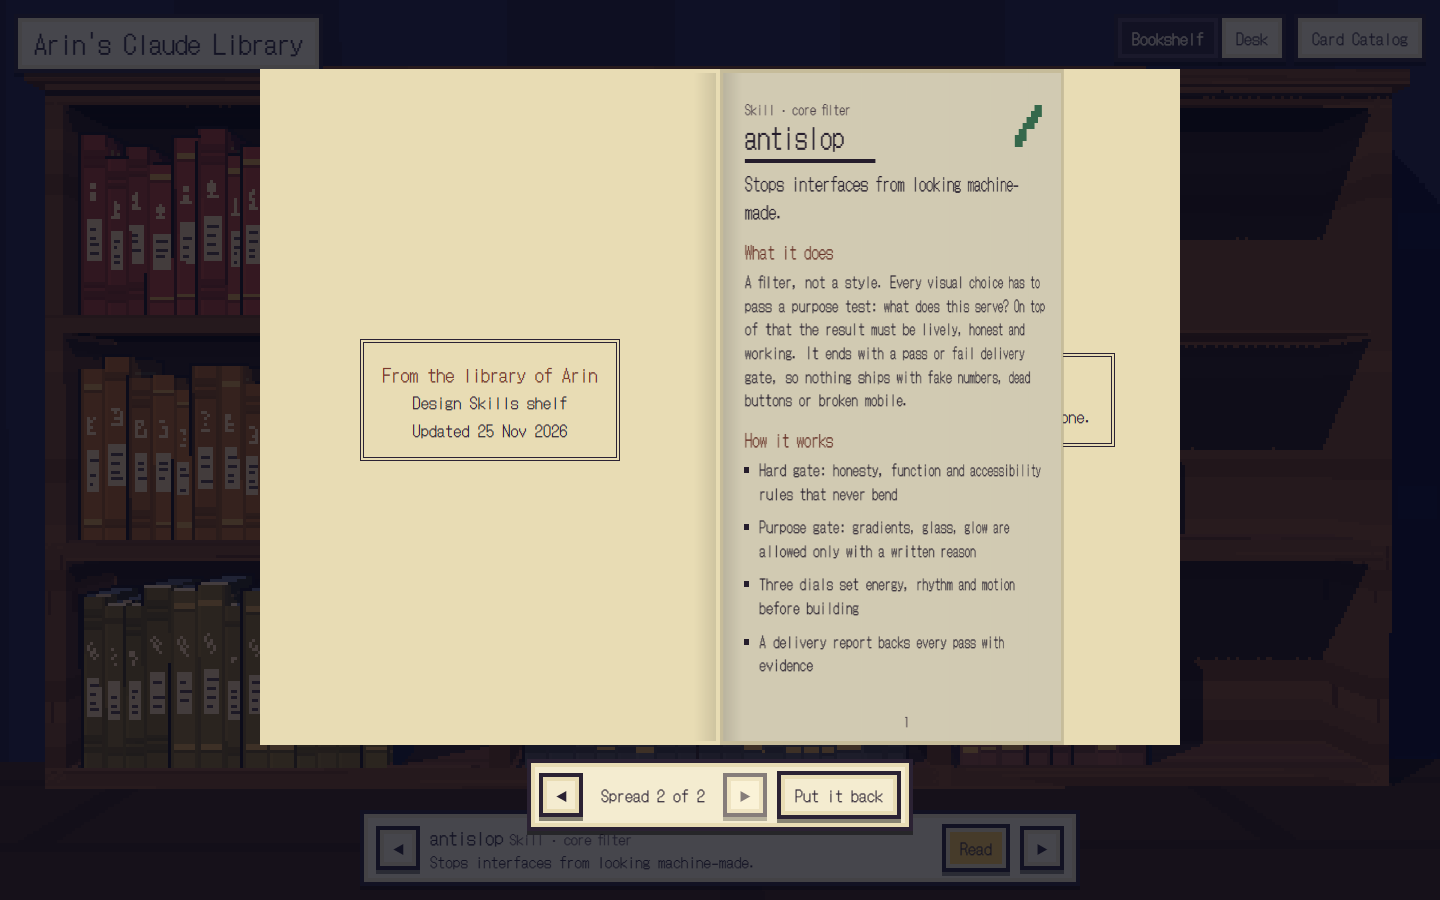 Arin's Claude Library
Bookshelf
Desk
Card Catalog
From the library of Arin
Design Skills shelf
Updated 25 Nov 2026
Skill · core filter
antislop
Stops interfaces from looking machine-
made.
What it does
A filter, not a style. Every visual choice has to
pass a purpose test: what does this serve? On top
of that the result must be lively, honest and
working. It ends with a pass or fail delivery
gate, so nothing ships with fake numbers, dead
buttons or broken mobile.
How it works
Hard gate: honesty, function and accessibility
rules that never bend
Purpose gate: gradients, glass, glow are
allowed only with a written reason
Three dials set energy, rhythm and motion
before building
A delivery report backs every pass with
evidence
1
one.
Spread 2 of 2
Put it back
antislop Skill · core filter
Stops interfaces from looking machine-made.
Read